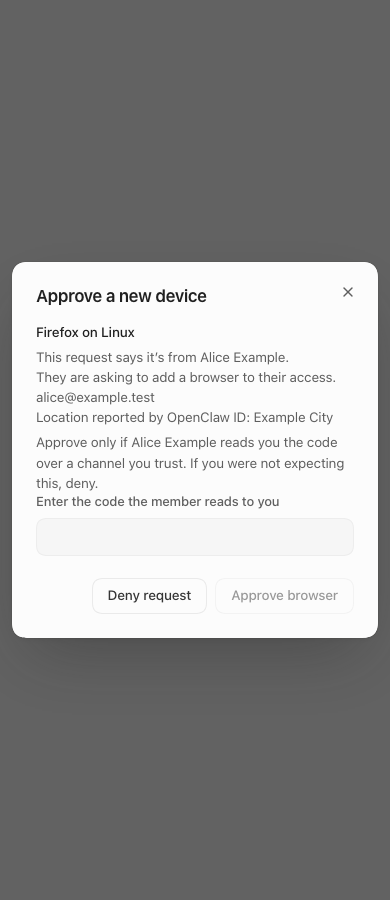 Approve a new device
Firefox on Linux
This request says it’s from Alice Example.
They are asking to add a browser to their access.
alice@example.test
Location reported by OpenClaw ID: Example City
Approve only if Alice Example reads you the code
over a channel you trust. If you were not expecting
this, deny.
Enter the code the member reads to you
Deny request
Approve browser